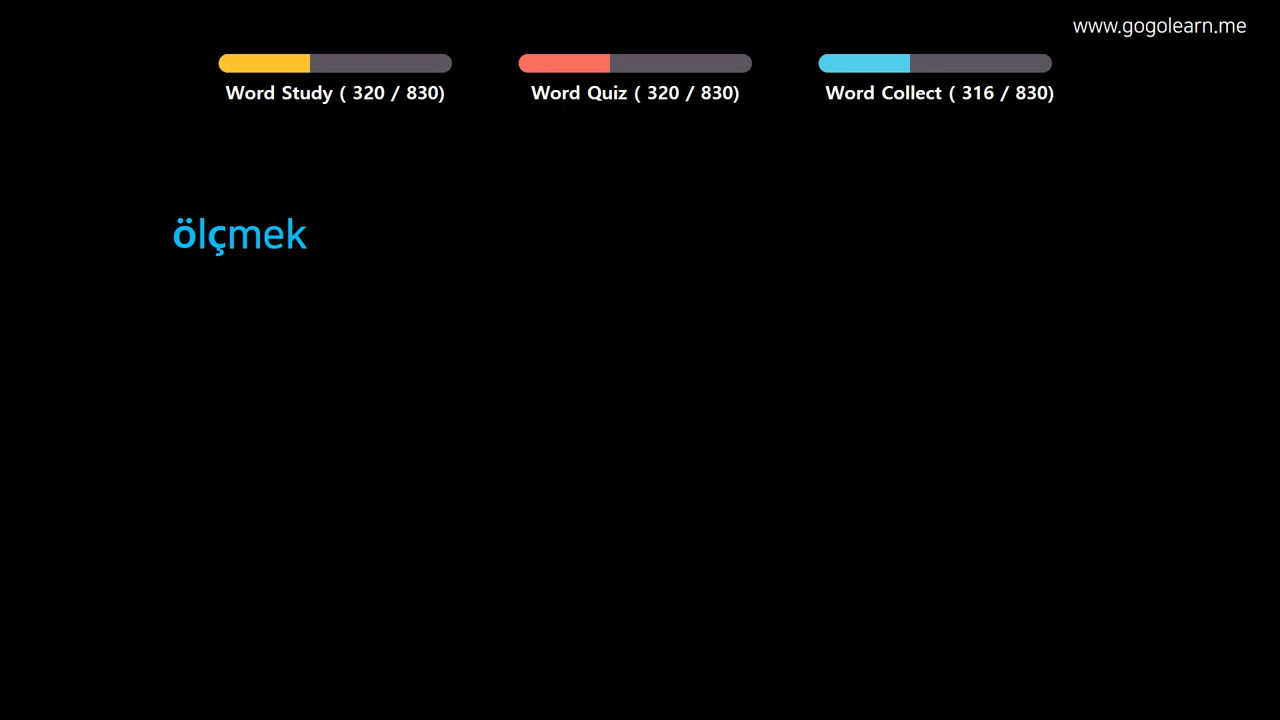 www.gogolearn.me
Word Study ( 320 / 830)
Word Quiz ( 320 / 830)
Word Collect ( 316 / 830)
ölçmek